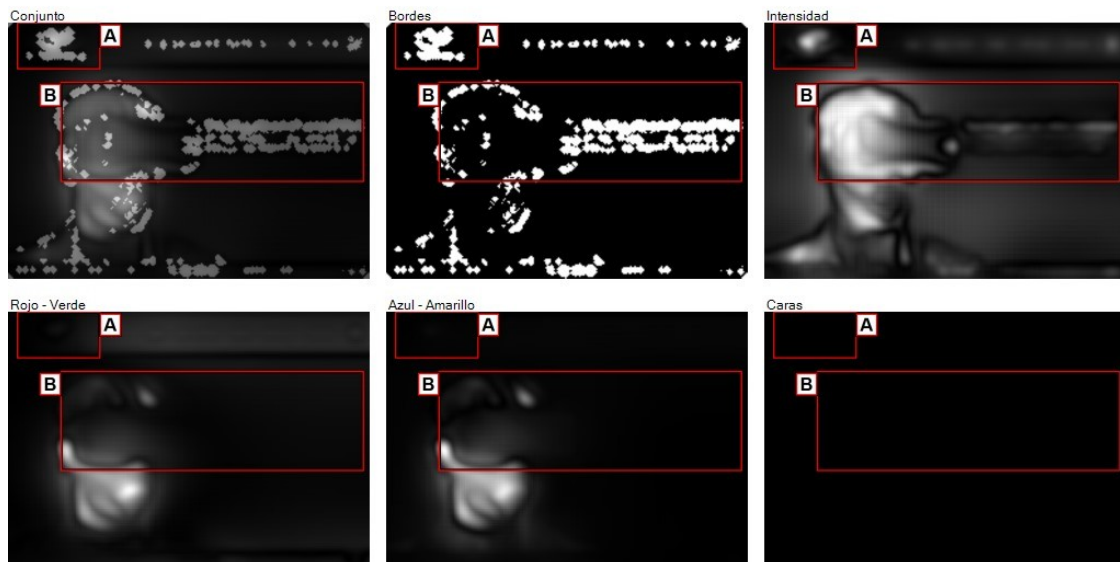 Conjunto
A
B
Bordes
A
B
Intensidad
A
B
Rojo - Verde
A
B
Azul - Amarillo
A
B
Caras
A
B